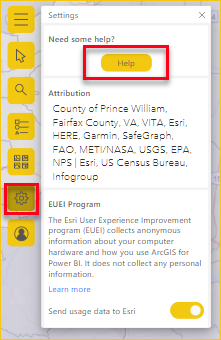 Settings
Need some help?
Help
Attribution
County of Prince William,
Fairfax County, VA, VITA, Esri,
HERE, Garmin, SafeGraph,
FAO, METI/NASA, USGS, EPA,
NPS | Esri, US Census Bureau,
Infogroup
EUEI Program
The Esri User Experience Improvement
program (EUEI) collects anonymous
information about your computer
hardware and how you use ArcGIS for
Power BI. It does not collect any personal
information.
Learn more
Send usage data to Esri